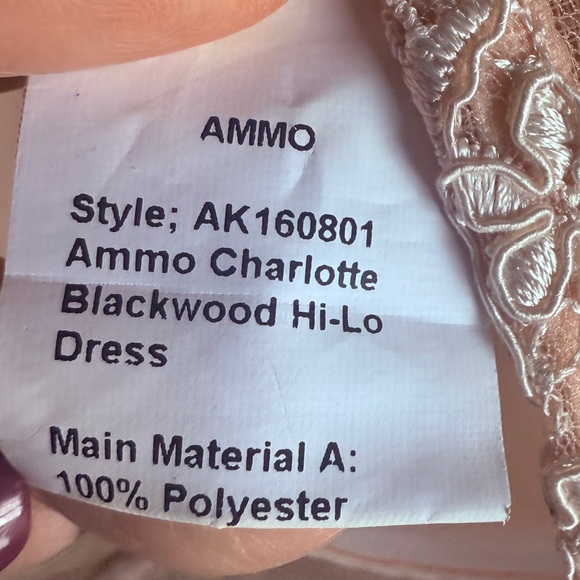 AMMO
Style; AK160801
Ammo Charlotte
Blackwood Hi-Lo
Dress
Main Material A:
100% Polyester